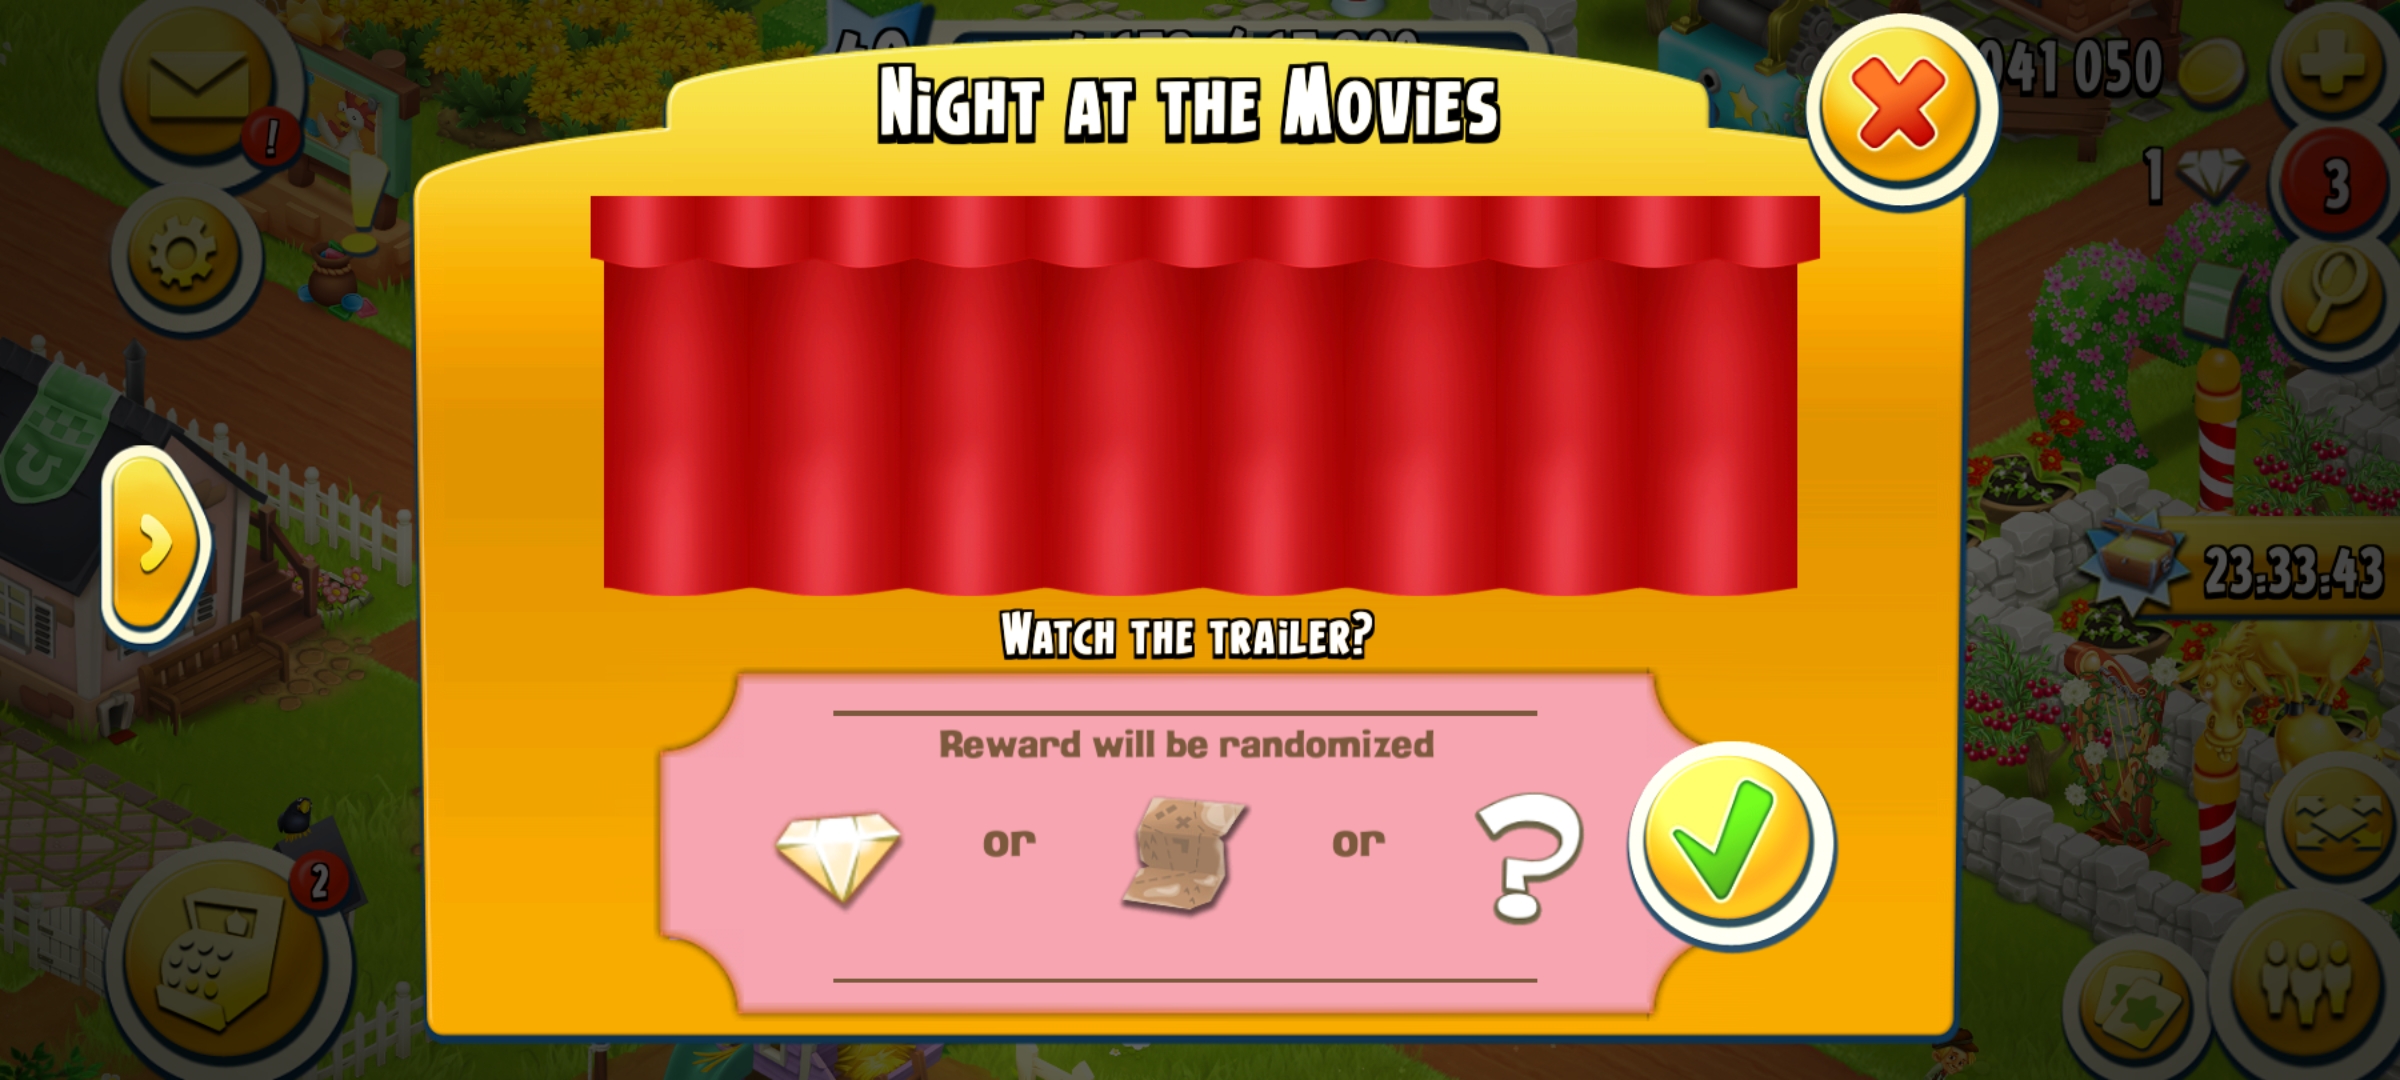 Night at the Movies
041 050
!
1
3
23:33:43
Watch the trailer?
Reward will be randomized
or
or
?
2